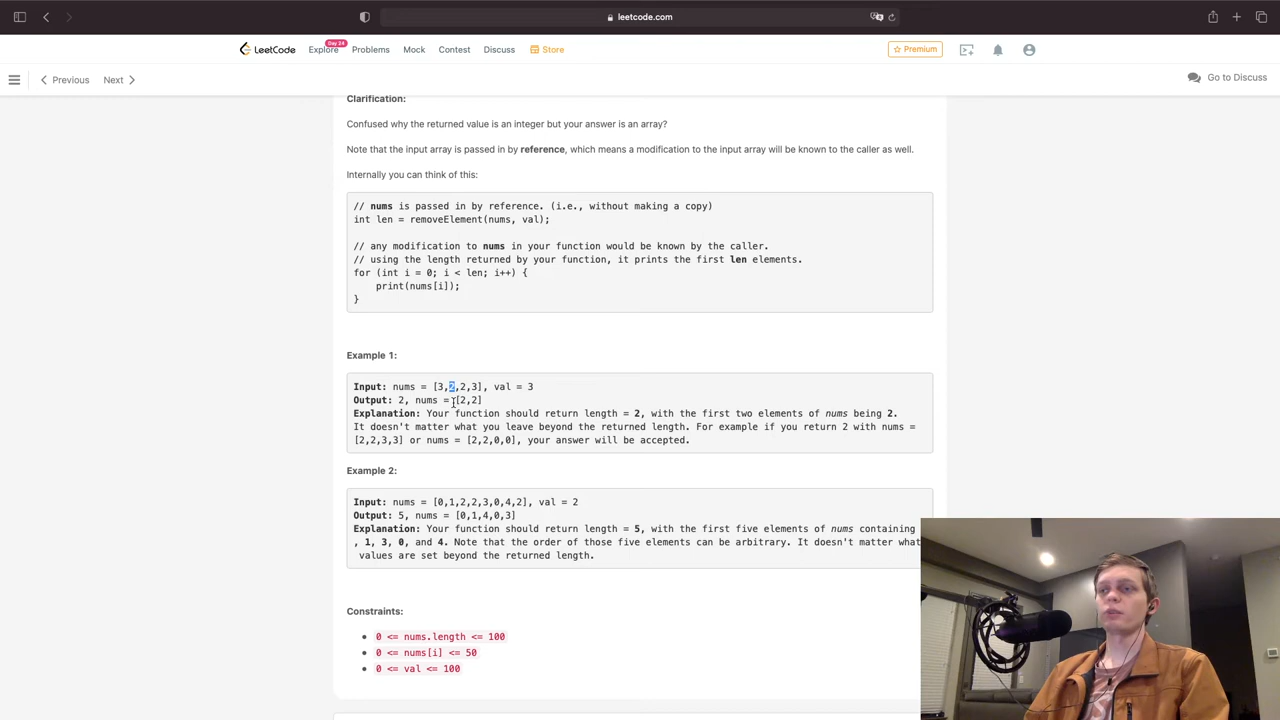 leetcode.com
LeetCode
Explore
Day 34
Problems
Mock
Contest
Discuss
Store
Premium
Previous
Next
Go to Discuss
Clarification:
Confused why the returned value is an integer but your answer is an array?
Note that the input array is passed in by reference, which means a modification to the input array will be known to the caller as well.
Internally you can think of this:
// nums is passed in by reference. (i.e., without making a copy)
int len = removeElement(nums, val);
// any modification to nums in your function would be known by the caller.
// using the length returned by your function, it prints the first len elements.
for (int i = 0; i < len; i++) {
print(nums[i]);
}
Example 1:
Input: nums = [3,2,2,3], val = 3
Output: 2, nums = [2,2]
Explanation: Your function should return length = 2, with the first two elements of nums being 2.
It doesn't matter what you leave beyond the returned length. For example if you return 2 with nums =
[2,2,3,3] or nums = [2,2,0,0], your answer will be accepted.
Example 2:
Input: nums = [0,1,2,2,3,0,4,2], val = 2
Output: 5, nums = [0,1,4,0,3]
Explanation: Your function should return length = 5, with the first five elements of nums containing
, 1, 3, 0, and 4. Note that the order of those five elements can be arbitrary. It doesn't matter what
values are set beyond the returned length.
Constraints:
0 <= nums.length <= 100
0 <= nums[i] <= 50
0 <= val <= 100